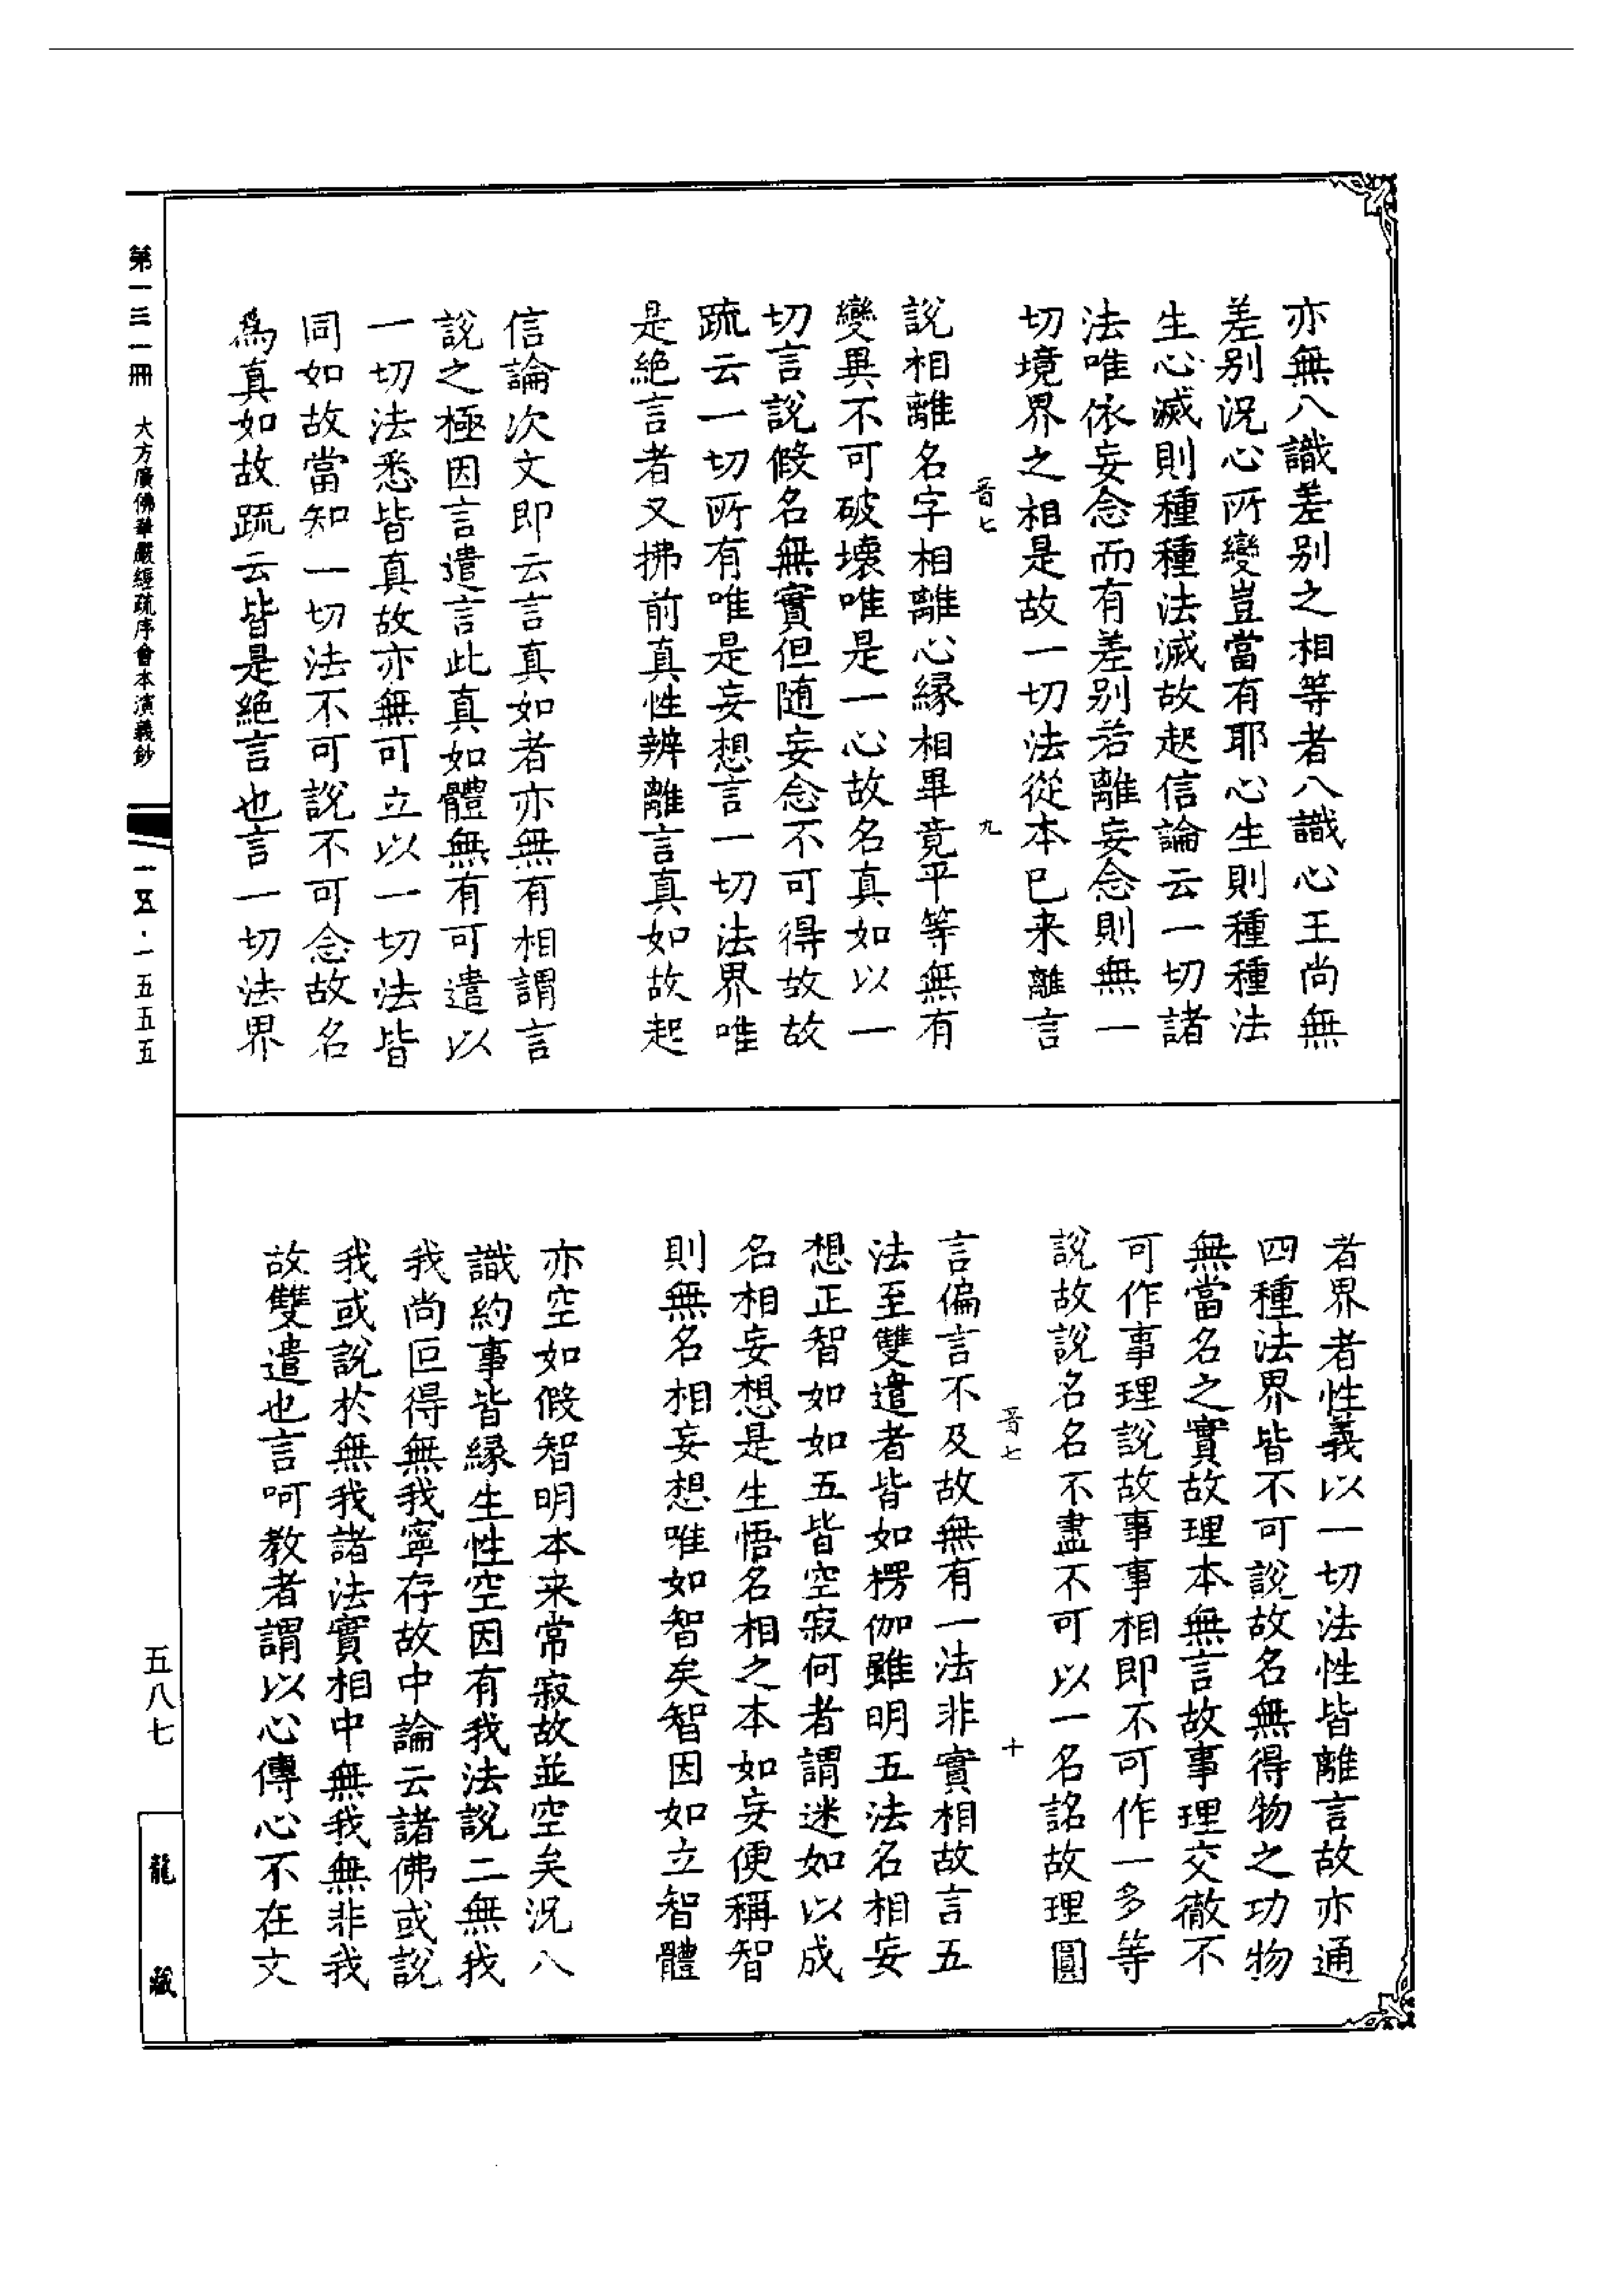 亦無八識差别之相等者八識心王尚無
差别況心所變豈當有耶心生則種種法
生心滅則種種法滅故起信論云一切諸
法唯依妄念而有差别若離妄念則無一
切境界之相是故一切法從本已来離言
晉七　九
說相離名字相離心緣相畢竟平等無有
變異不可破壞唯是一心故名真如以一
切言說假名無實但随妄念不可得故故
䟽云一切所有唯是妄想言一切法界唯
是絕言者又拂前真性辨離言真如故起
信論次文即云言真如者亦無有相謂言
說之極因言遣言此真如體無有可遣以
一切法悉皆真故亦無可立以一切法皆
同如故當知一切法不可說不可念故名
為真如故䟽云皆是絕言也言一切法界
者界者性義以一切法性皆離言故亦通
四種法界皆不可說故名無得物之功物
無當名之實故理本無言故事理交徹不
可作事理說故事事相即不可作一多等
說故說名名不盡不可以一名詺故理圓
晉七　十
言偏言不及故無有一法非實相故言五
法至雙遣者皆如楞伽雖明五法名相妄
想正智如如五皆空寂何者謂迷如以成
名相妄想是生悟名相之本如妄便稱智
則無名相妄想唯如智矣智因如立智體
亦空如假智明本来常寂故並空矣況八
識約事皆緣生性空因有我法說二無我
我尚叵得無我寧存故中論云諸佛或說
我或說於無我諸法實相中無我無非我
故雙遣也言呵教者謂以心傳心不在文
第一三一冊　大方廣佛華嚴經疏序會本演義鈔
一五·一五五五
五八七
龍藏